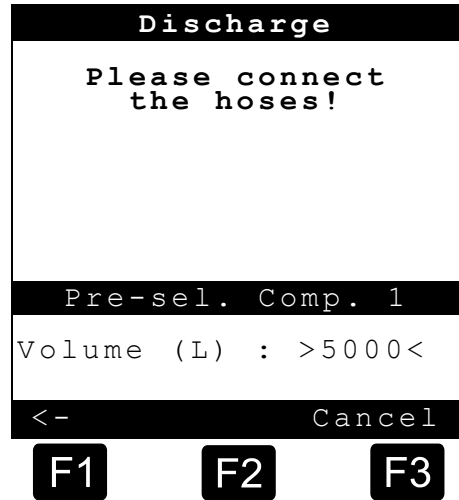 Discharge
Please connect
the hoses!
Pre-sel. Comp. 1
Volume (L) : >5000<
<- Cancel
F1 F2 F3